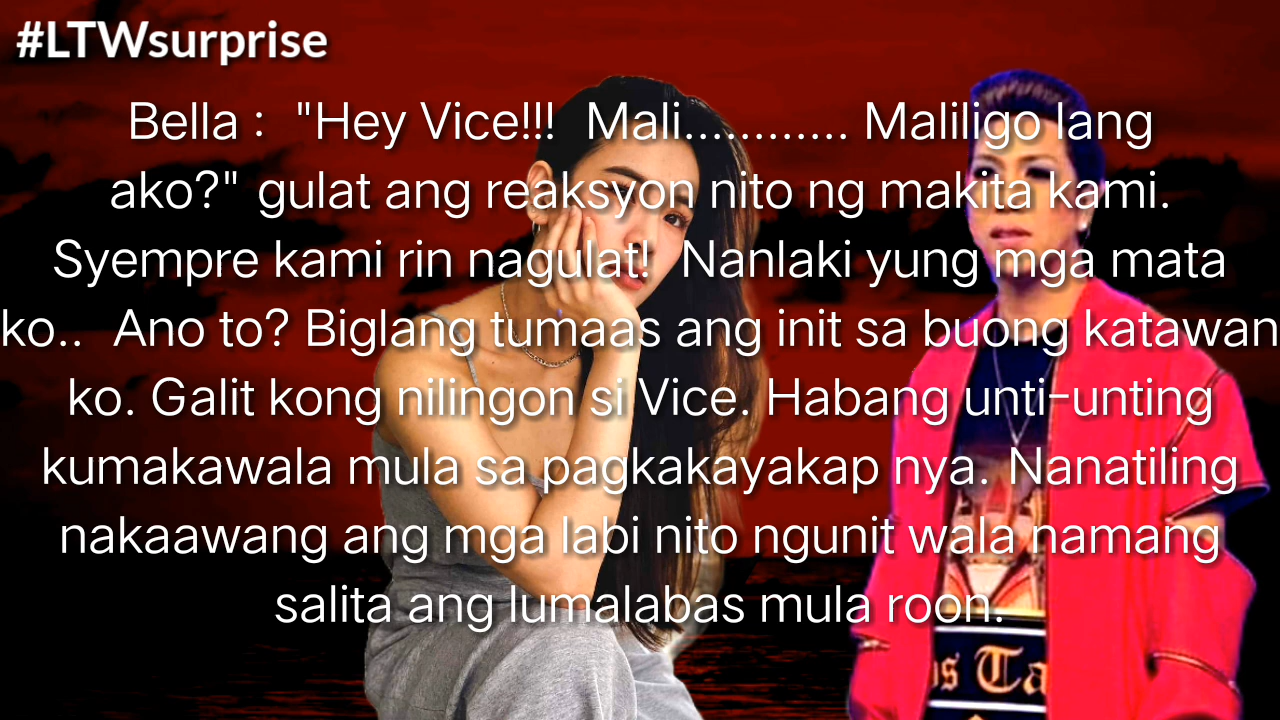 #LTWsurprise
Bella : "Hey Vice!!! Mali............ Maliligo lang
ako?" gulat ang reaksyon nito ng makita kami.
Syempre kami rin nagulat! Nanlaki yung mga mata
ko.. Ano to? Biglang tumaas ang init sa buong katawan
ko. Galit kong nilingon si Vice. Habang unti-unting
kumakawala mula sa pagkakayakap nya. Nanatiling
nakaawang ang mga labi nito ngunit wala namang
salita ang lumalabas mula roon.